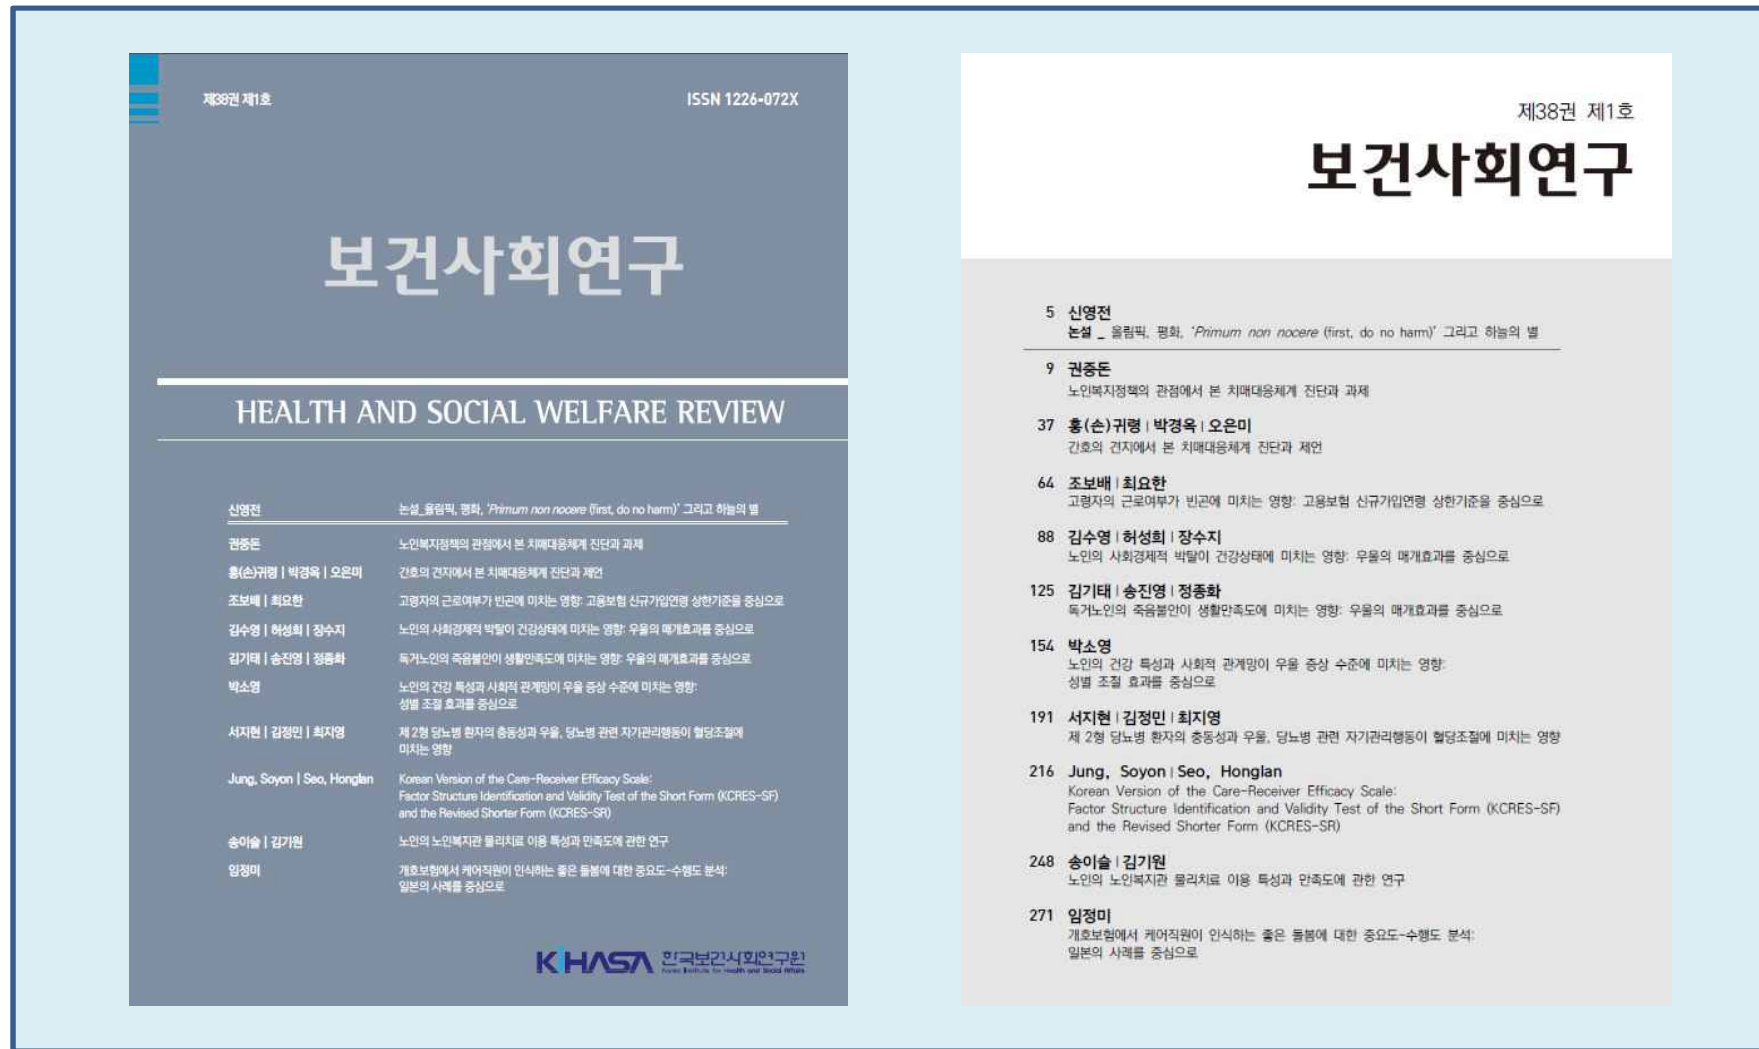 제38권 제1호
ISSN 1226-072X
보건사회연구
HEALTH AND SOCIAL WELFARE REVIEW
신영전 논설_올림픽, 평화, ‘Primum non nocere (first, do no harm)’ 그리고 하늘의 별
권중돈 노인복지정책의 관점에서 본 치매대응체계 진단과 과제
홍(손)귀령 | 박경옥 | 오은미 간호의 견지에서 본 치매대응체계 진단과 제언
조보배 | 최요한 고령자의 근로여부가 빈곤에 미치는 영향: 고용보험 신규가입연령 상한기준을 중심으로
김수영 | 허성희 | 장수지 노인의 사회경제적 박탈이 건강상태에 미치는 영향: 우울의 매개효과를 중심으로
김기태 | 송진영 | 정종화 독거노인의 죽음불안이 생활만족도에 미치는 영향: 우울의 매개효과를 중심으로
박소영 노인의 건강 특성과 사회적 관계망이 우울 증상 수준에 미치는 영향:
성별 조절 효과를 중심으로
서지현 | 김정민 | 최지영 제 2형 당뇨병 환자의 충동성과 우울, 당뇨병 관련 자기관리행동이 혈당조절에
미치는 영향
Jung, Soyon | Seo, Honglan Korean Version of the Care-Receiver Efficacy Scale:
Factor Structure Identification and Validity Test of the Short Form (KCRES-SF)
and the Revised Shorter Form (KCRES-SR)
송이슬 | 김기원 노인의 노인복지관 물리치료 이용 특성과 만족도에 관한 연구
임정미 개호보험에서 케어직원이 인식하는 좋은 돌봄에 대한 중요도-수행도 분석:
일본의 사례를 중심으로
KIHASA 한국보건사회연구원
Korea Institute for Health and Social Affairs
제38권 제1호
보건사회연구
5 신영전
논설 _ 올림픽, 평화, ‘Primum non nocere (first, do no harm)’ 그리고 하늘의 별
9 권중돈
노인복지정책의 관점에서 본 치매대응체계 진단과 과제
37 홍(손)귀령 | 박경옥 | 오은미
간호의 견지에서 본 치매대응체계 진단과 제언
64 조보배 | 최요한
고령자의 근로여부가 빈곤에 미치는 영향: 고용보험 신규가입연령 상한기준을 중심으로
88 김수영 | 허성희 | 장수지
노인의 사회경제적 박탈이 건강상태에 미치는 영향: 우울의 매개효과를 중심으로
125 김기태 | 송진영 | 정종화
독거노인의 죽음불안이 생활만족도에 미치는 영향: 우울의 매개효과를 중심으로
154 박소영
노인의 건강 특성과 사회적 관계망이 우울 증상 수준에 미치는 영향:
성별 조절 효과를 중심으로
191 서지현 | 김정민 | 최지영
제 2형 당뇨병 환자의 충동성과 우울, 당뇨병 관련 자기관리행동이 혈당조절에 미치는 영향
216 Jung, Soyon | Seo, Honglan
Korean Version of the Care-Receiver Efficacy Scale:
Factor Structure Identification and Validity Test of the Short Form (KCRES-SF)
and the Revised Shorter Form (KCRES-SR)
248 송이슬 | 김기원
노인의 노인복지관 물리치료 이용 특성과 만족도에 관한 연구
271 임정미
개호보험에서 케어직원이 인식하는 좋은 돌봄에 대한 중요도-수행도 분석:
일본의 사례를 중심으로